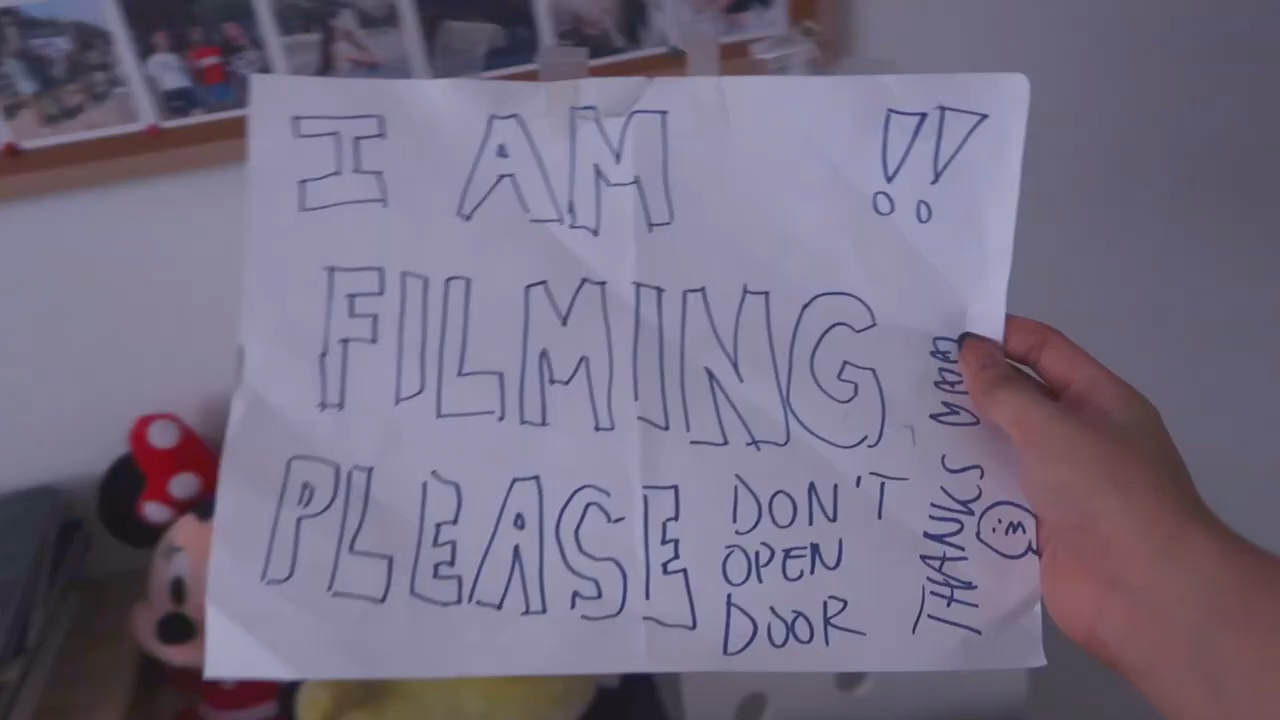 I AM !!
FILMING
PLEASE
DON'T
OPEN
DOOR
THANKS